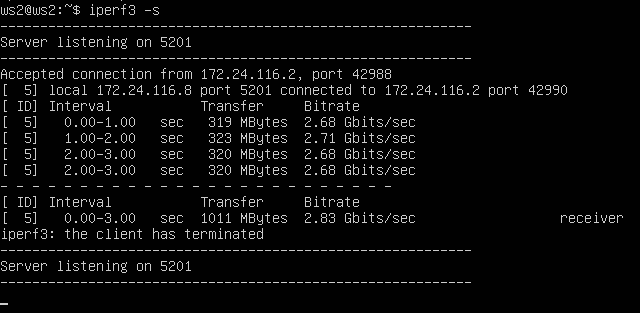 ws2@ws2:~$ iperf3 -s
-----------------------------------------------------------
Server listening on 5201
-----------------------------------------------------------
Accepted connection from 172.24.116.2, port 42988
[  5] local 172.24.116.8 port 5201 connected to 172.24.116.2 port 42990
[ ID] Interval           Transfer     Bitrate
[  5]   0.00-1.00   sec   319 MBytes  2.68 Gbits/sec
[  5]   1.00-2.00   sec   323 MBytes  2.71 Gbits/sec
[  5]   2.00-3.00   sec   320 MBytes  2.68 Gbits/sec
[  5]   2.00-3.00   sec   320 MBytes  2.68 Gbits/sec
- - - - - - - - - - - - - - - - - - - - - - - - -
[ ID] Interval           Transfer     Bitrate
[  5]   0.00-3.00   sec  1011 MBytes  2.83 Gbits/sec                  receiver
iperf3: the client has terminated
-----------------------------------------------------------
Server listening on 5201
-----------------------------------------------------------